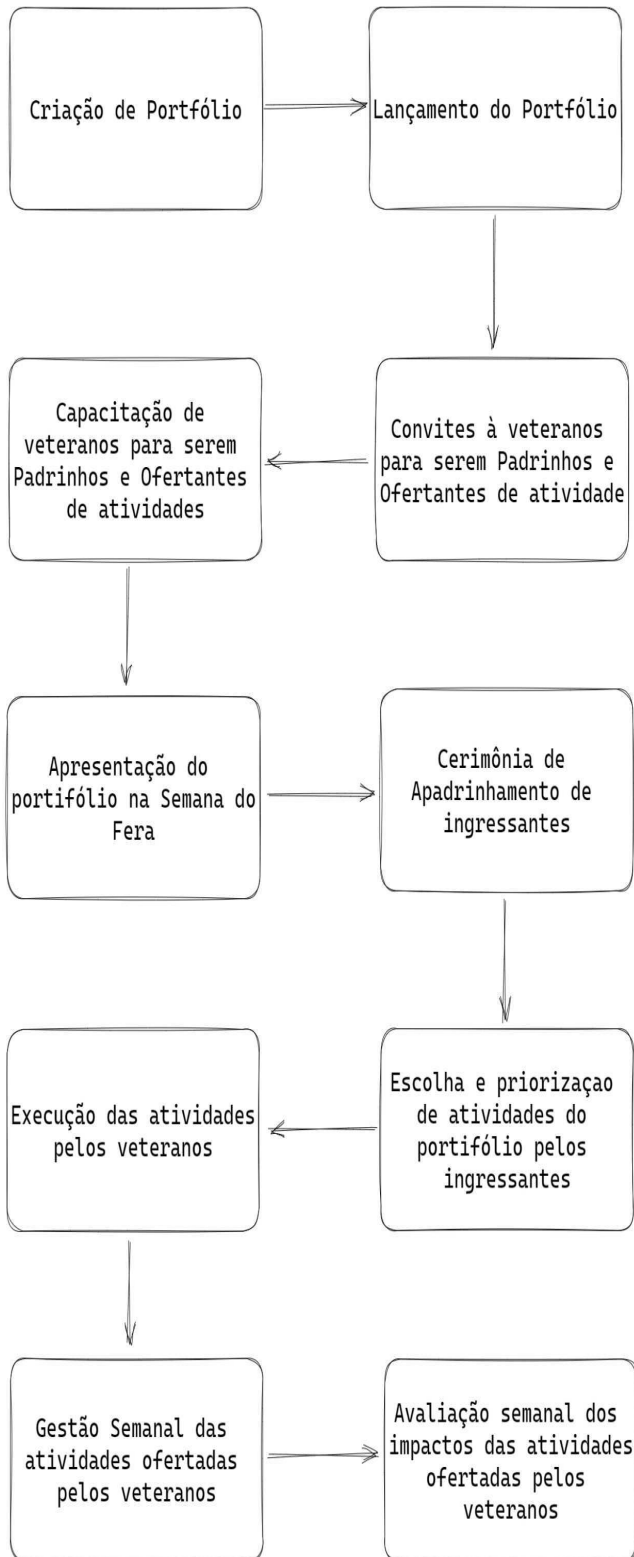 Criação de Portfólio
Lançamento do Portfólio
Convites à veteranos
para serem Padrinhos e
Ofertantes de atividade
Capacitação de
veteranos para serem
Padrinhos e Ofertantes
de atividades
Apresentação do
portifólio na Semana do
Fera
Cerimônia de
Apadrinhamento de
ingressantes
Escolha e priorizaçao
de atividades do
portifólio pelos
ingressantes
Execução das atividades
pelos veteranos
Gestão Semanal das
atividades ofertadas
pelos veteranos
Avaliação semanal dos
impactos das atividades
ofertadas pelos
veteranos